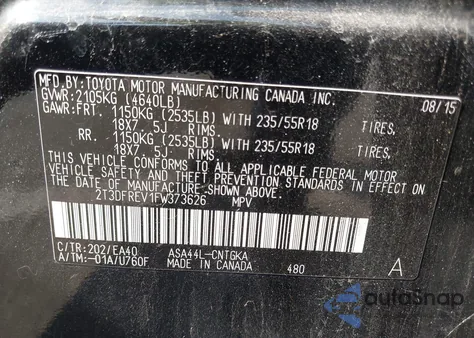 MFD.BY:TOYOTA MOTOR MANUFACTURING CANADA INC. 08/15
GVWR:2105KG (4640LB)
GAWR:FRT. 1150KG (2535LB) WITH 235/55R18 TIRES,
18X7.5J RIMS.
RR. 1150KG (2535LB) WITH 235/55R18 TIRES,
18X7.5J RIMS.
THIS VEHICLE CONFORMS TO ALL APPLICABLE FEDERAL MOTOR
VEHICLE SAFETY AND THEFT PREVENTION STANDARDS IN EFFECT ON
THE DATE OF MANUFACTURE SHOWN ABOVE.
2T3DFREV1FW373626 MPV
C/TR:202/EA40 ASA44L-CNTGKA
A/TM:-01A/U760F MADE IN CANADA 480 A
autoSnap